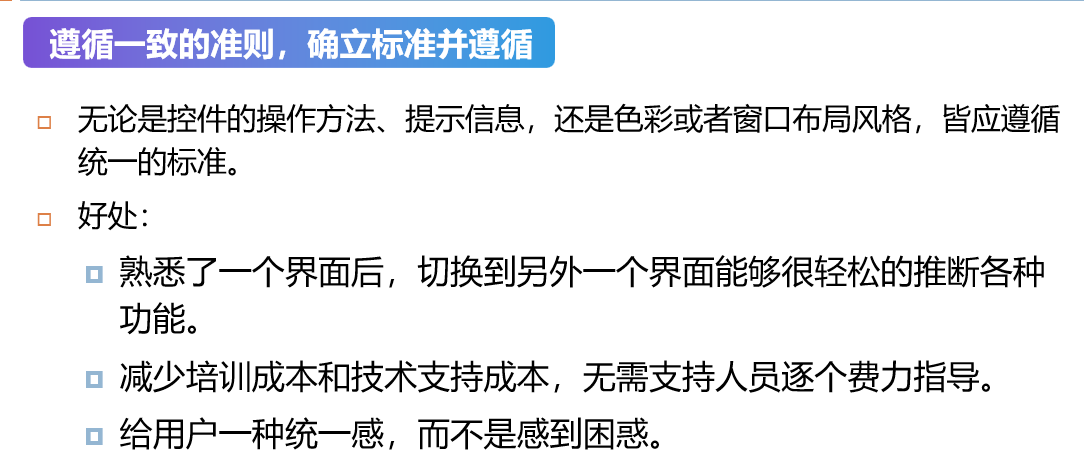 遵循一致的准则，确立标准并遵循
无论是控件的操作方法、提示信息，还是色彩或者窗口布局风格，皆应遵循
统一的标准。
好处：
熟悉了一个界面后，切换到另外一个界面能够很轻松的推断各种
功能。
减少培训成本和技术支持成本，无需支持人员逐个费力指导。
给用户一种统一感，而不是感到困惑。